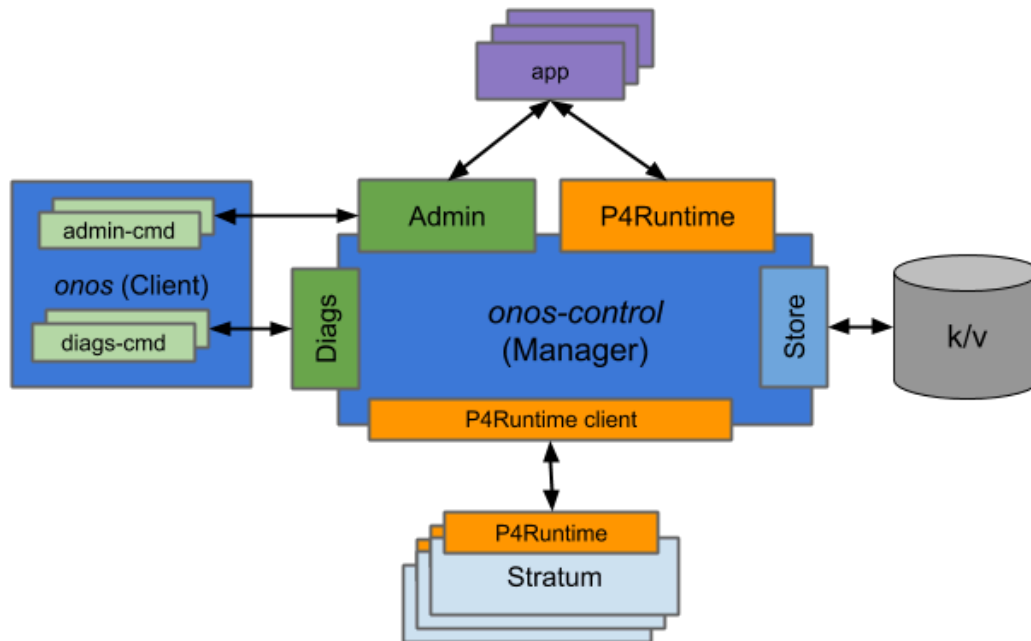 app
Admin
P4Runtime
admin-cmd
onos (Client)
diags-cmd
Diags
onos-control
(Manager)
Store
k/v
P4Runtime client
P4Runtime
Stratum